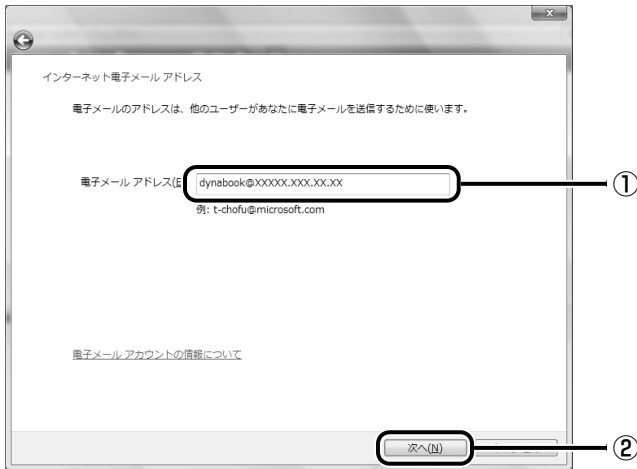 インターネット電子メール アドレス
電子メールのアドレスは、他のユーザーがあなたに電子メールを送信するために使います。
電子メール アドレス(E dynabook@XXXXX.XXX.XX.XX ①
例: t-chofu@microsoft.com
電子メール アカウントの情報について
次へ(N) ②